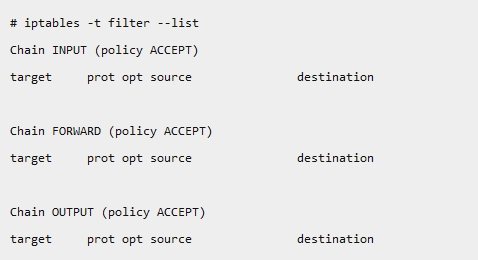 # iptables -t filter --list
Chain INPUT (policy ACCEPT)
target prot opt source destination
Chain FORWARD (policy ACCEPT)
target prot opt source destination
Chain OUTPUT (policy ACCEPT)
target prot opt source destination